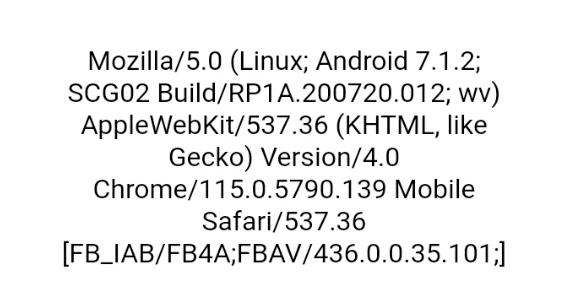 Mozilla/5.0 (Linux; Android 7.1.2;
SCG02 Build/RP1A.200720.012; wv)
AppleWebKit/537.36 (KHTML, like
Gecko) Version/4.0
Chrome/115.0.5790.139 Mobile
Safari/537.36
[FB_IAB/FB4A;FBAV/436.0.0.35.101;]